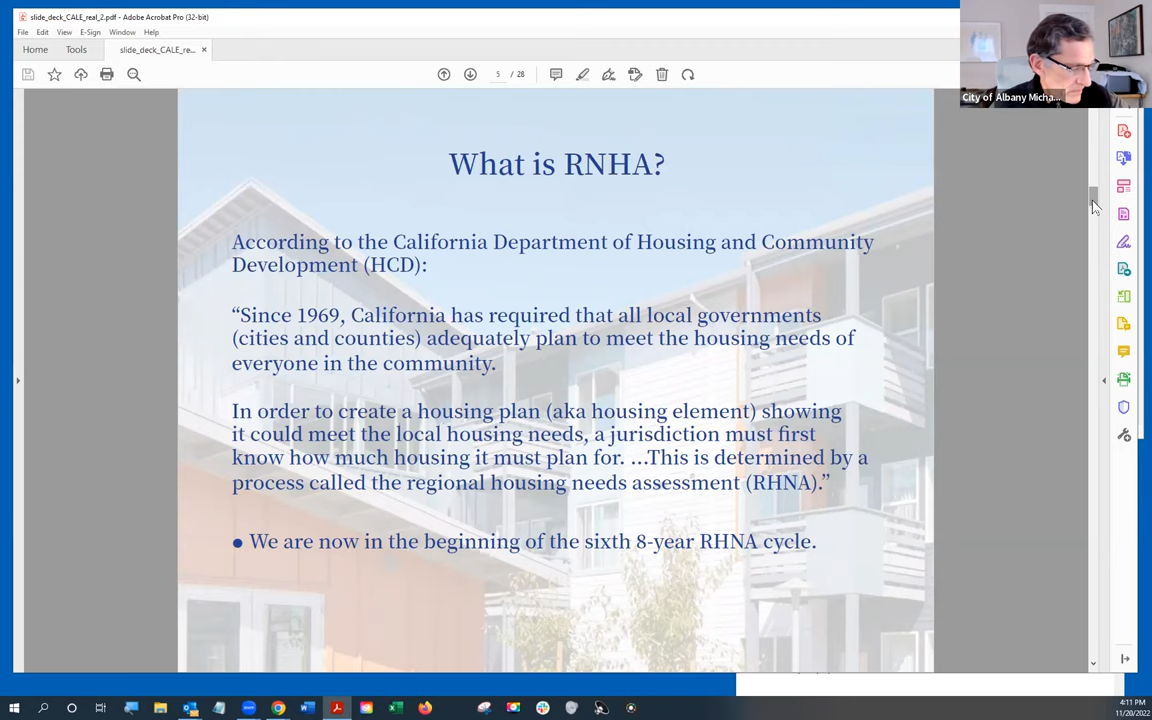 slide_deck_CALE_real_2.pdf - Adobe Acrobat Pro (32-bit)
File Edit View E-Sign Window Help
Home Tools slide_deck_CALE_re... ×
5 / 28
City of Albany Micha...
What is RNHA?
According to the California Department of Housing and Community
Development (HCD):
“Since 1969, California has required that all local governments
(cities and counties) adequately plan to meet the housing needs of
everyone in the community.
In order to create a housing plan (aka housing element) showing
it could meet the local housing needs, a jurisdiction must first
know how much housing it must plan for. ...This is determined by a
process called the regional housing needs assessment (RHNA).”
● We are now in the beginning of the sixth 8-year RHNA cycle.
4:11 PM
11/20/2022